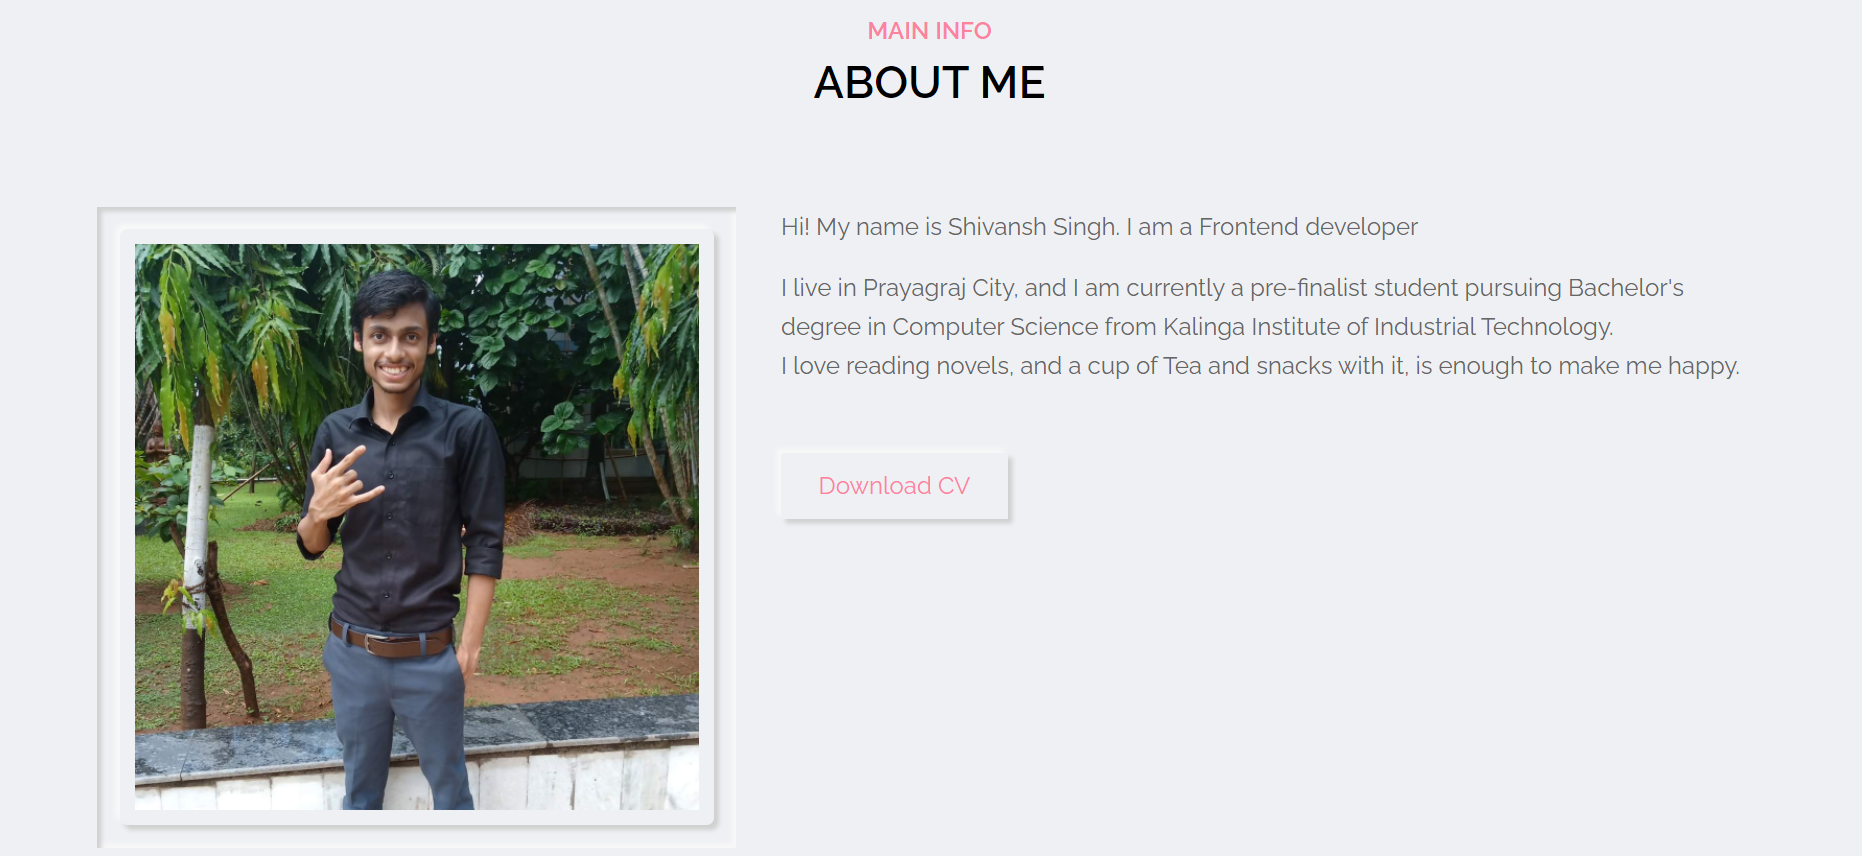 MAIN INFO
ABOUT ME
Hi! My name is Shivansh Singh. I am a Frontend developer
I live in Prayagraj City, and I am currently a pre-finalist student pursuing Bachelor's
degree in Computer Science from Kalinga Institute of Industrial Technology.
I love reading novels, and a cup of Tea and snacks with it, is enough to make me happy.
Download CV